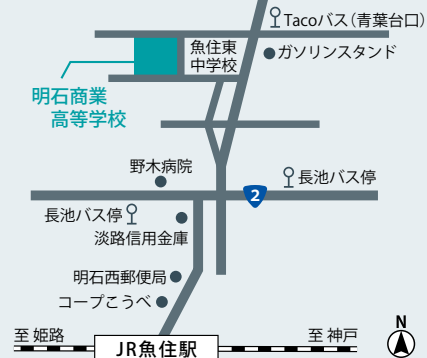 Tacoバス(青葉台口)
ガソリンスタンド
魚住東
中学校
明石商業
高等学校
野木病院
2
長池バス停
長池バス停
淡路信用金庫
明石西郵便局
コープこうべ
至 姫路
JR魚住駅
至 神戸
N